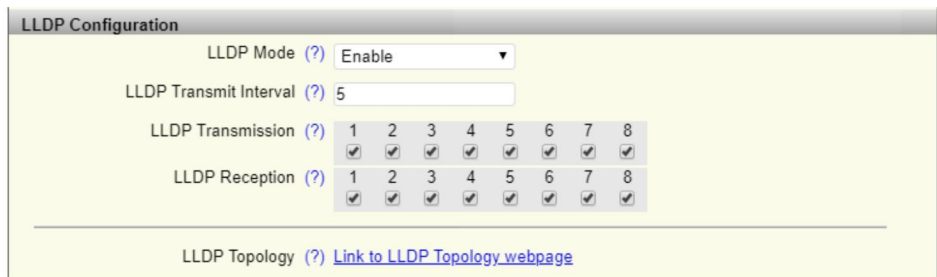 LLDP Configuration
LLDP Mode (?) Enable
LLDP Transmit Interval (?) 5
LLDP Transmission (?) 1 2 3 4 5 6 7 8
LLDP Reception (?) 1 2 3 4 5 6 7 8
LLDP Topology (?) Link to LLDP Topology webpage